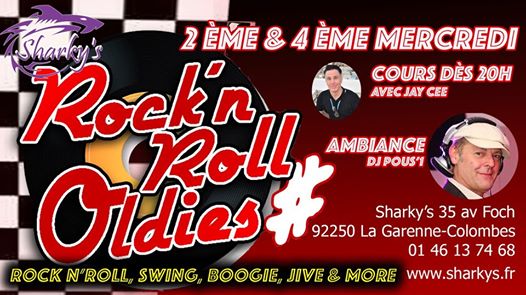 Sharky's
2 ÈME & 4 ÈME MERCREDI
COURS DÈS 20H
AVEC JAY CEE
Rock'n
Roll
Oldies #
AMBIANCE
DJ POUS'1
Sharky's 35 av Foch
92250 La Garenne-Colombes
01 46 13 74 68
ROCK N'ROLL, SWING, BOOGIE, JIVE & MORE
www.sharkys.fr